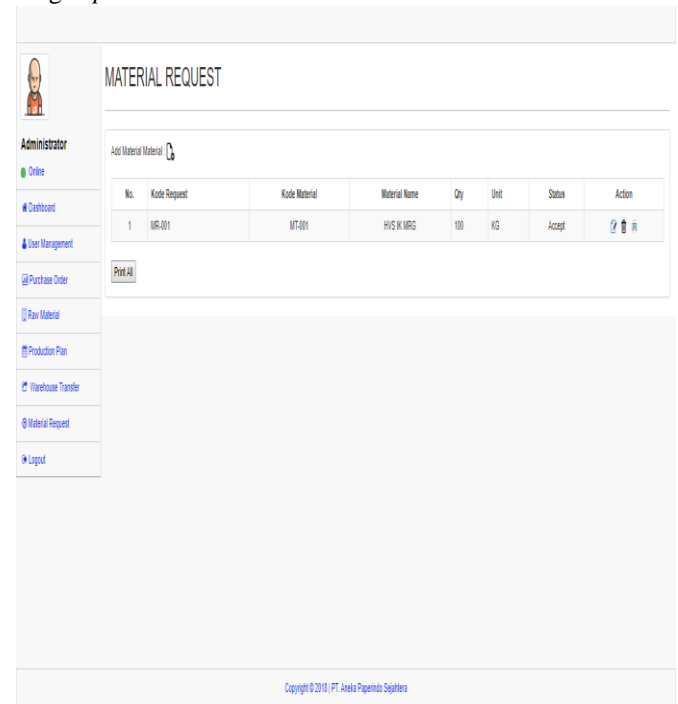 MATERIAL REQUEST
Administrator
Online
Dashboard
User Management
Purchase Order
Raw Material
Production Plan
Warehouse Transfer
Material Request
Logout
Add Material Material :
No. Kode Request Kode Material Material Name Qty Unit Status Action
1 MR-001 MT-001 HVS IK MRG 100 KG Accept
Print All
Copyright © 2018 | PT. Aneka Paperindo Sejahtera